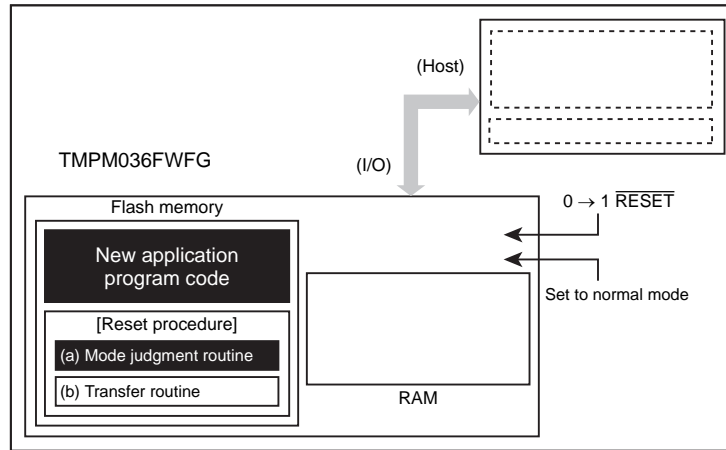 (Host)
TMPM036FWFG
(I/O)
Flash memory
0 → 1 RESET
New application
program code
Set to normal mode
[Reset procedure]
(a) Mode judgment routine
(b) Transfer routine
RAM